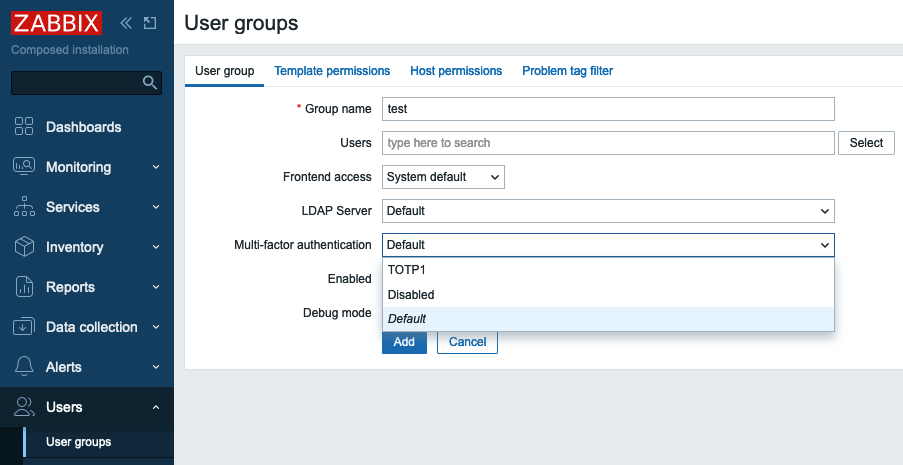 ZABBIX
Composed installation
Dashboards
Monitoring
Services
Inventory
Reports
Data collection
Alerts
Users
User groups
User groups
User group Template permissions Host permissions Problem tag filter
* Group name test
Users type here to search Select
Frontend access System default
LDAP Server Default
Multi-factor authentication Default
TOTP1
Enabled
Disabled
Debug mode
Default
Add Cancel